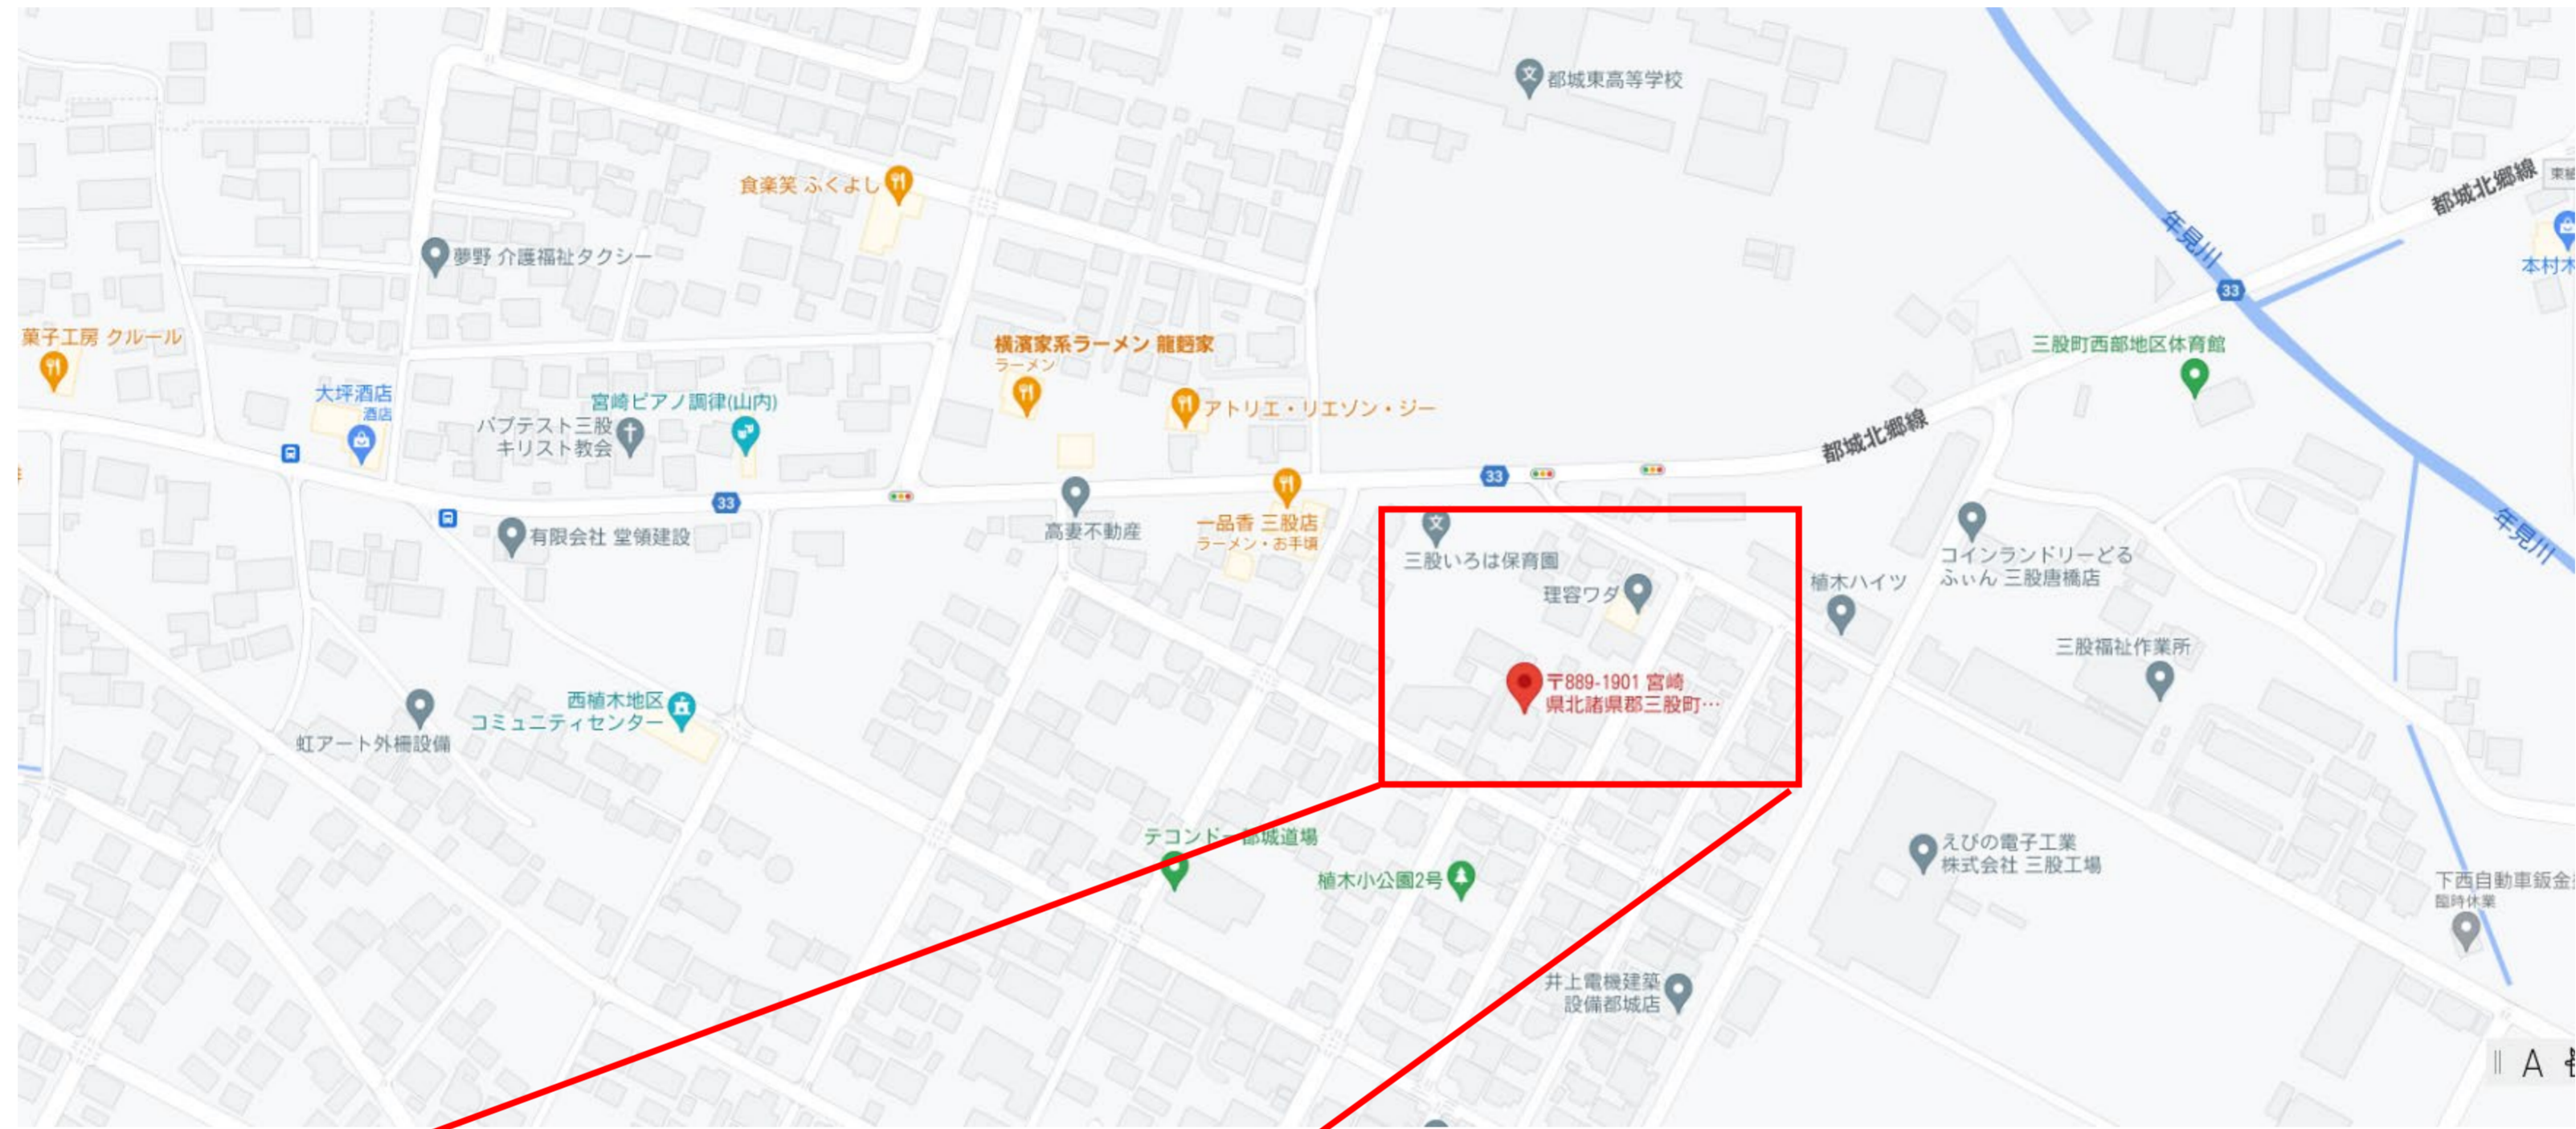 都城東高等学校
食楽笑 ふくよし
都城北郷線
年見川
夢野 介護福祉タクシー
33
本村木
菓子工房 クルール
横濱家系ラーメン 龍麺家
ラーメン
三股町西部地区体育館
大坪酒店
酒店
宮崎ピアノ調律(山内)
アトリエ・リエゾン・ジー
バプテスト三股
キリスト教会
都城北郷線
33
33
有限会社 堂領建設
高妻不動産
一品香 三股店
ラーメン・お手頃
三股いろは保育園
理容ワダ
植木ハイツ
コインランドリーどる
ふぃん 三股唐橋店
年見川
三股福祉作業所
〒889-1901 宮崎
県北諸県郡三股町…
西植木地区
コミュニティセンター
虹アート外柵設備
テコンドー都城道場
植木小公園2号
えびの電子工業
株式会社 三股工場
下西自動車鈑金
臨時休業
井上電機建築
設備都城店
A